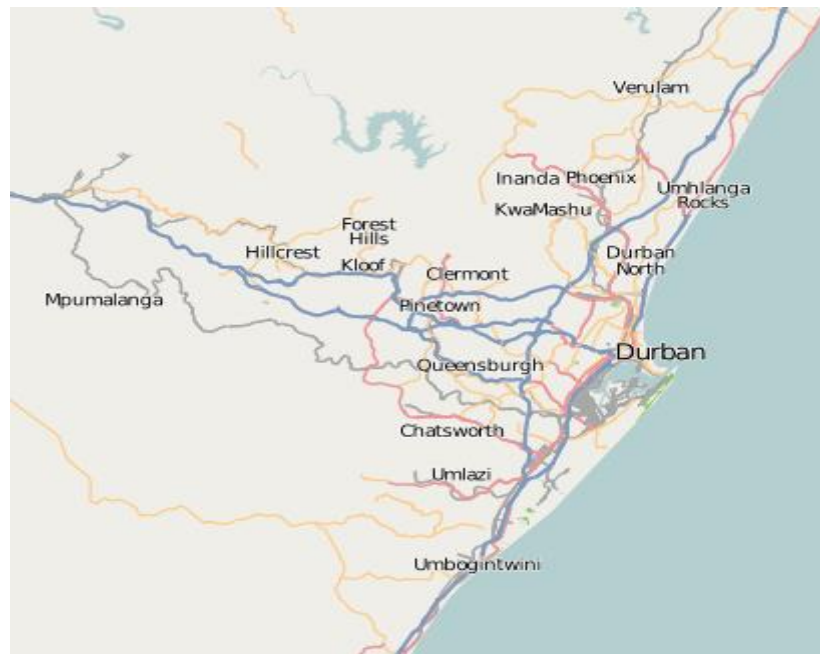 Verulam
Inanda
Phoenix
Umhlanga
Rocks
KwaMashu
Forest
Hills
Hillcrest
Kloof
Durban
North
Clermont
Mpumalanga
Pinetown
Durban
Queensburgh
Chatsworth
Umlazi
Umbogintwini